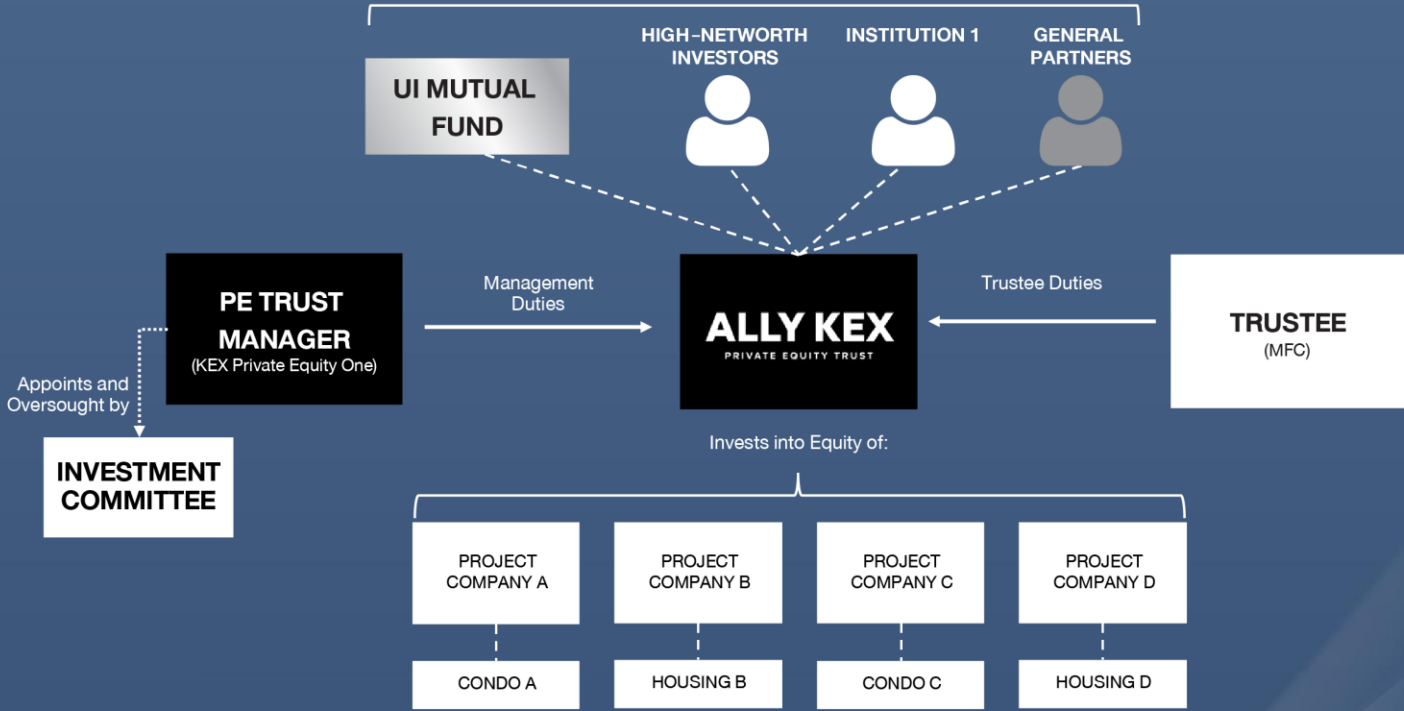 HIGH-NETWORTH
INVESTORS
INSTITUTION 1
GENERAL
PARTNERS
UI MUTUAL
FUND
PE TRUST
MANAGER
(KEX Private Equity One)
Management
Duties
ALLY KEX
PRIVATE EQUITY TRUST
Trustee Duties
TRUSTEE
(MFC)
Appoints and
Oversought by
INVESTMENT
COMMITTEE
Invests into Equity of:
PROJECT
COMPANY A
PROJECT
COMPANY B
PROJECT
COMPANY C
PROJECT
COMPANY D
CONDO A
HOUSING B
CONDO C
HOUSING D